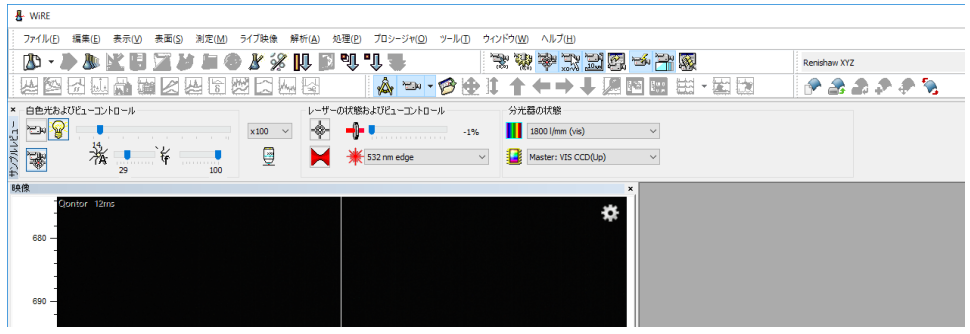 WiRE
ファイル(F) 編集(E) 表示(V) 表面(S) 測定(M) ライブ映像 解析(A) 処理(P) プロシージャ(O) ツール(T) ウィンドウ(W) ヘルプ(H)
Renishaw XYZ
サンプルレビュー
白色光およびビューコントロール
x100
14
29
100
レーザーの状態およびビューコントロール
-1%
532 nm edge
分光器の状態
1800 l/mm (vis)
Master: VIS CCD(Up)
映像
Qontor 12ms
680
690